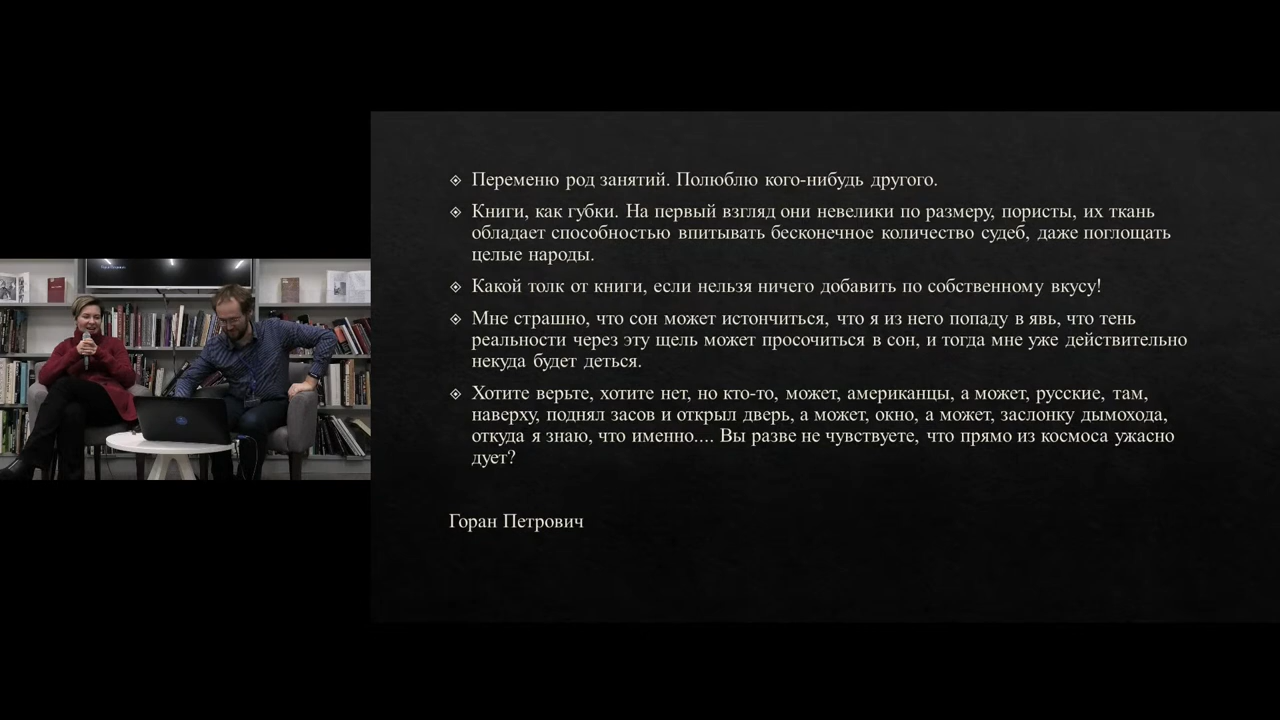 Переменю род занятий. Полюблю кого-нибудь другого.
Книги, как губки. На первый взгляд они невелики по размеру, пористы, их ткань
обладает способностью впитывать бесконечное количество судеб, даже поглощать
целые народы.
Какой толк от книги, если нельзя ничего добавить по собственному вкусу!
Мне страшно, что сон может истончиться, что я из него попаду в явь, что тень
реальности через эту щель может просочиться в сон, и тогда мне уже действительно
некуда будет деться.
Хотите верьте, хотите нет, но кто-то, может, американцы, а может, русские, там,
наверху, поднял засов и открыл дверь, а может, окно, а может, заслонку дымохода,
откуда я знаю, что именно.... Вы разве не чувствуете, что прямо из космоса ужасно
дует?
Горан Петрович